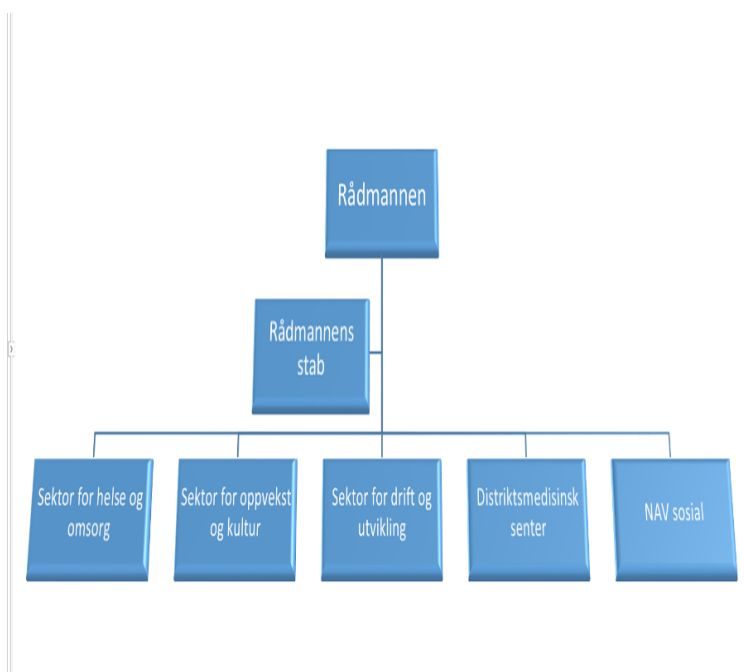 Rådmannen
Rådmannens
stab
Sektor for helse og
omsorg
Sektor for oppvekst
og kultur
Sektor for drift og
utvikling
Distriktsmedisinsk
senter
NAV sosial